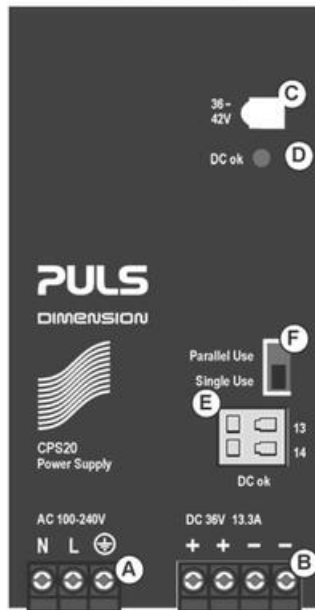 C
36–
42V
DC ok
D
PULS
DIMENSION
F
Parallel Use
Single Use
E
13
14
CPS20
Power Supply
DC ok
AC 100-240V
DC 36V 13.3A
N L
+ + – –
A
B